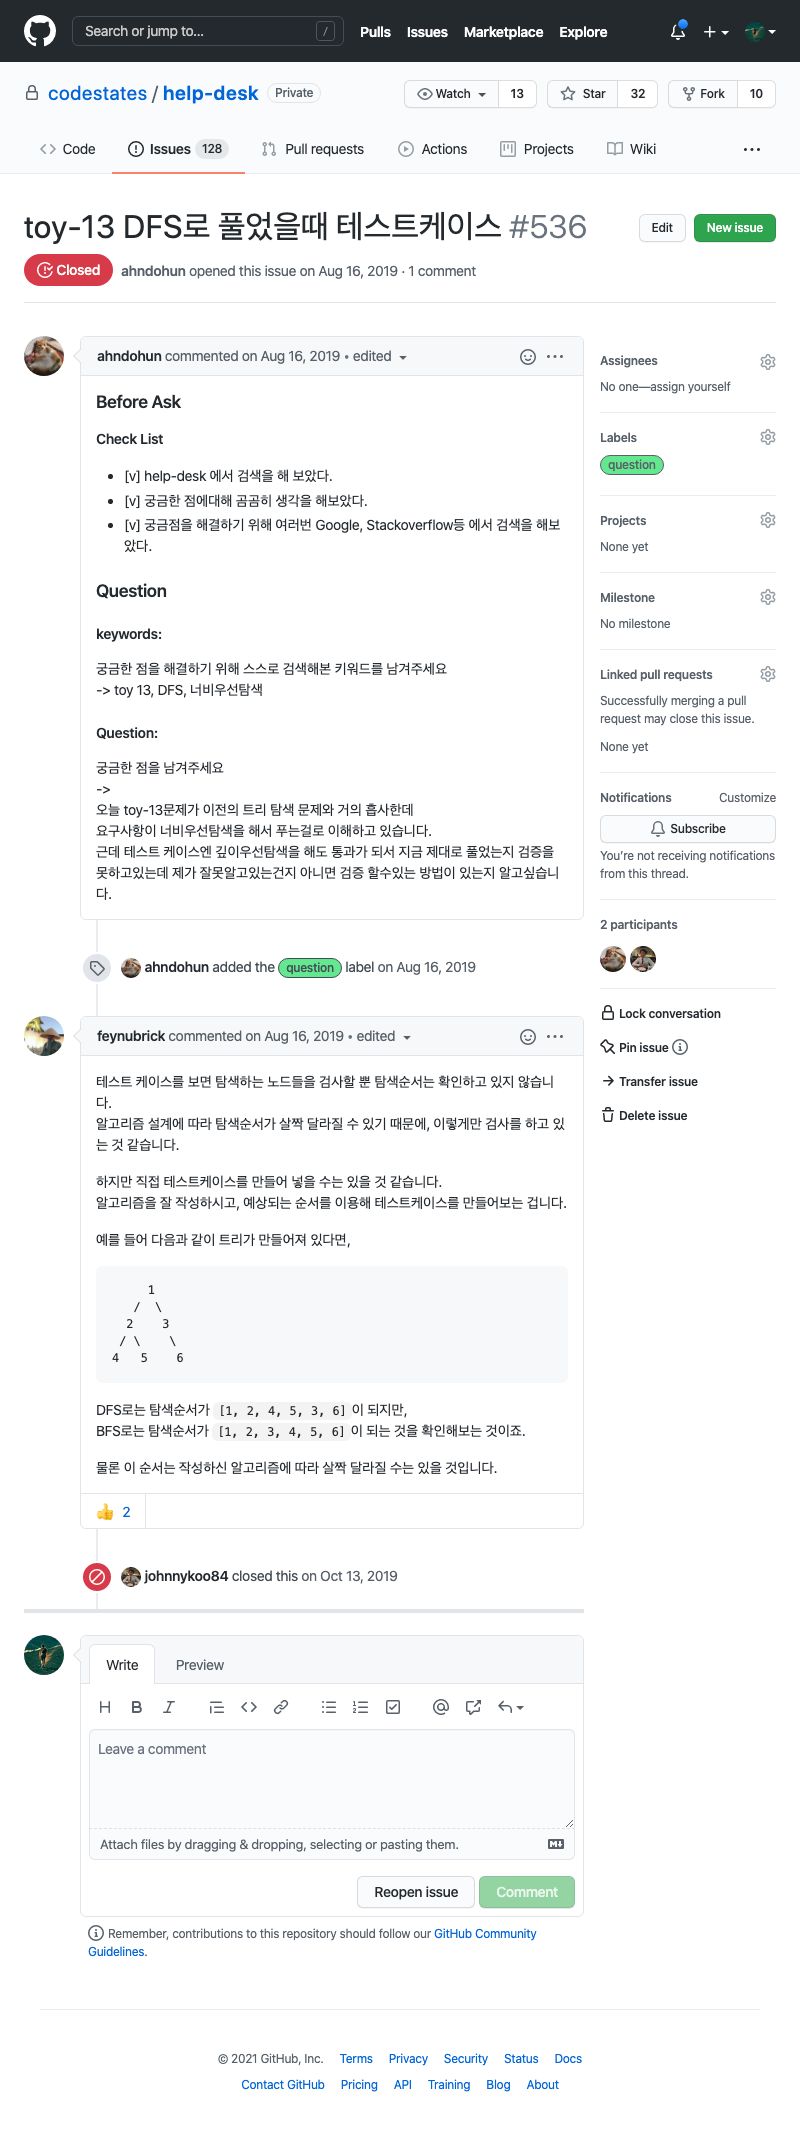 Search or jump to... /
Pulls Issues Marketplace Explore
codestates / help-desk Private
Watch 13 Star 32 Fork 10
Code Issues 128 Pull requests Actions Projects Wiki ...
toy-13 DFS로 풀었을때 테스트케이스 #536
Edit New issue
Closed ahndohun opened this issue on Aug 16, 2019 · 1 comment
ahndohun commented on Aug 16, 2019 • edited
Before Ask
Check List
• [v] help-desk 에서 검색을 해 보았다.
• [v] 궁금한 점에대해 곰곰히 생각을 해보았다.
• [v] 궁금점을 해결하기 위해 여러번 Google, Stackoverflow등 에서 검색을 해보
았다.
Question
keywords:
궁금한 점을 해결하기 위해 스스로 검색해본 키워드를 남겨주세요
-> toy 13, DFS, 너비우선탐색
Question:
궁금한 점을 남겨주세요
->
오늘 toy-13문제가 이전의 트리 탐색 문제와 거의 흡사한데
요구사항이 너비우선탐색을 해서 푸는걸로 이해하고 있습니다.
근데 테스트 케이스엔 깊이우선탐색을 해도 통과가 되서 지금 제대로 풀었는지 검증을
못하고있는데 제가 잘못알고있는건지 아니면 검증 할수있는 방법이 있는지 알고싶습니
다.
ahndohun added the question label on Aug 16, 2019
feynubrick commented on Aug 16, 2019 • edited
테스트 케이스를 보면 탐색하는 노드들을 검사할 뿐 탐색순서는 확인하고 있지 않습니
다.
알고리즘 설계에 따라 탐색순서가 살짝 달라질 수 있기 때문에, 이렇게만 검사를 하고 있
는 것 같습니다.
하지만 직접 테스트케이스를 만들어 넣을 수는 있을 것 같습니다.
알고리즘을 잘 작성하시고, 예상되는 순서를 이용해 테스트케이스를 만들어보는 겁니다.
예를 들어 다음과 같이 트리가 만들어져 있다면,
1
/ \
2 3
/ \ \
4 5 6
DFS로는 탐색순서가 [1, 2, 4, 5, 3, 6] 이 되지만,
BFS로는 탐색순서가 [1, 2, 3, 4, 5, 6] 이 되는 것을 확인해보는 것이죠.
물론 이 순서는 작성하신 알고리즘에 따라 살짝 달라질 수는 있을 것입니다.
👍 2
johnnykoo84 closed this on Oct 13, 2019
Write Preview
H B I
Leave a comment
Attach files by dragging & dropping, selecting or pasting them.
Reopen issue Comment
Remember, contributions to this repository should follow our GitHub Community
Guidelines.
Assignees
No one—assign yourself
Labels
question
Projects
None yet
Milestone
No milestone
Linked pull requests
Successfully merging a pull
request may close this issue.
None yet
Notifications Customize
Subscribe
You're not receiving notifications
from this thread.
2 participants
Lock conversation
Pin issue
Transfer issue
Delete issue
© 2021 GitHub, Inc. Terms Privacy Security Status Docs
Contact GitHub Pricing API Training Blog About